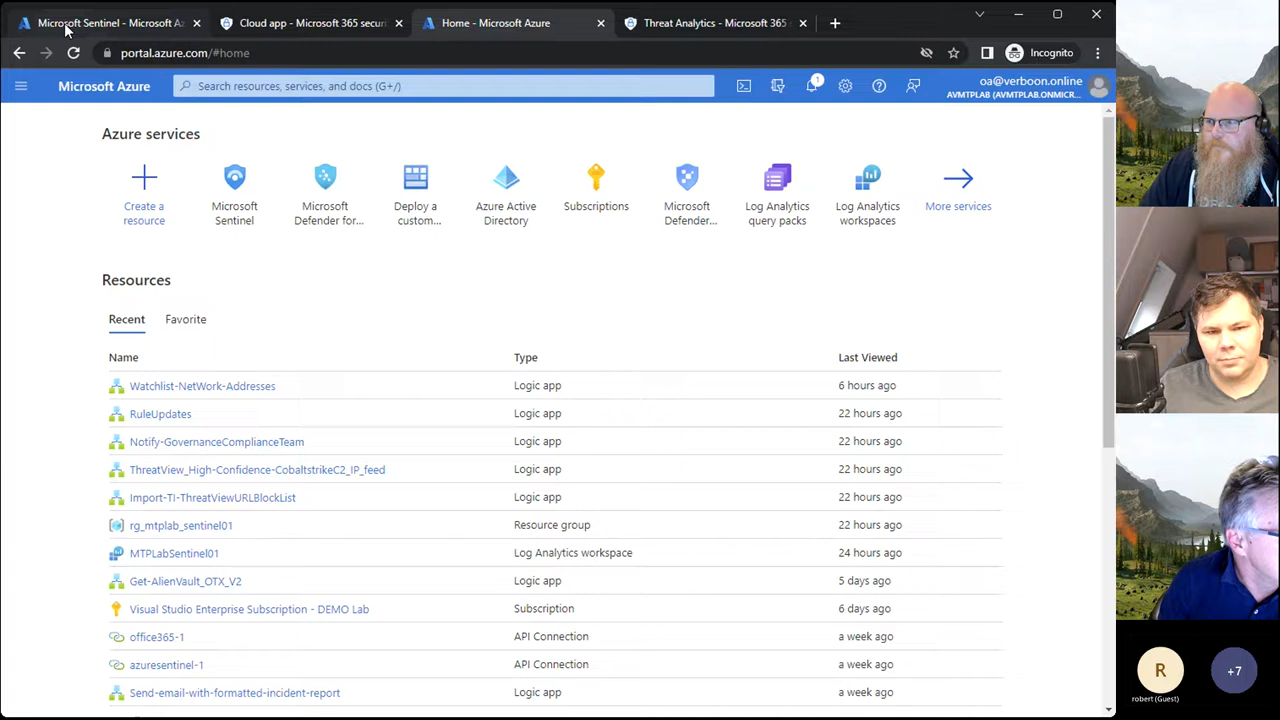 Microsoft Sentinel - Microsoft Az
Cloud app - Microsoft 365 securi
Home - Microsoft Azure
Threat Analytics - Microsoft 365
portal.azure.com/#home
Incognito
Microsoft Azure
Search resources, services, and docs (G+/)
1
oa@verboon.online
AVMTPLAB (AVMTPLAB.ONMICR...
Azure services
Create a resource
Microsoft Sentinel
Microsoft Defender for...
Deploy a custom...
Azure Active Directory
Subscriptions
Microsoft Defender...
Log Analytics query packs
Log Analytics workspaces
More services
Resources
Recent Favorite
Name Type Last Viewed
Watchlist-NetWork-Addresses Logic app 6 hours ago
RuleUpdates Logic app 22 hours ago
Notify-GovernanceComplianceTeam Logic app 22 hours ago
ThreatView_High-Confidence-CobaltstrikeC2_IP_feed Logic app 22 hours ago
Import-TI-ThreatViewURLBlockList Logic app 22 hours ago
rg_mtplab_sentinel01 Resource group 22 hours ago
MTPLabSentinel01 Log Analytics workspace 24 hours ago
Get-AlienVault_OTX_V2 Logic app 5 days ago
Visual Studio Enterprise Subscription - DEMO Lab Subscription 6 days ago
office365-1 API Connection a week ago
azuresentinel-1 API Connection a week ago
Send-email-with-formatted-incident-report Logic app a week ago
R
robert (Guest)
+7